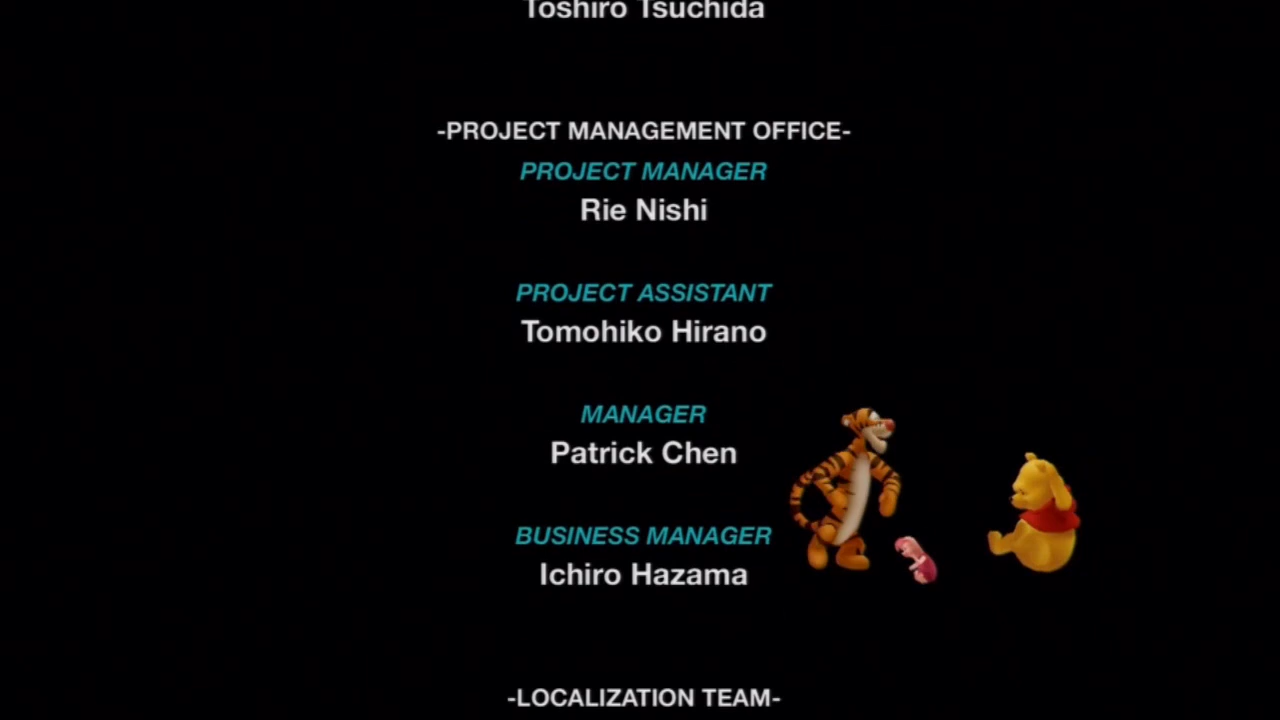 Toshiro Tsuchida
-PROJECT MANAGEMENT OFFICE-
PROJECT MANAGER
Rie Nishi
PROJECT ASSISTANT
Tomohiko Hirano
MANAGER
Patrick Chen
BUSINESS MANAGER
Ichiro Hazama
-LOCALIZATION TEAM-